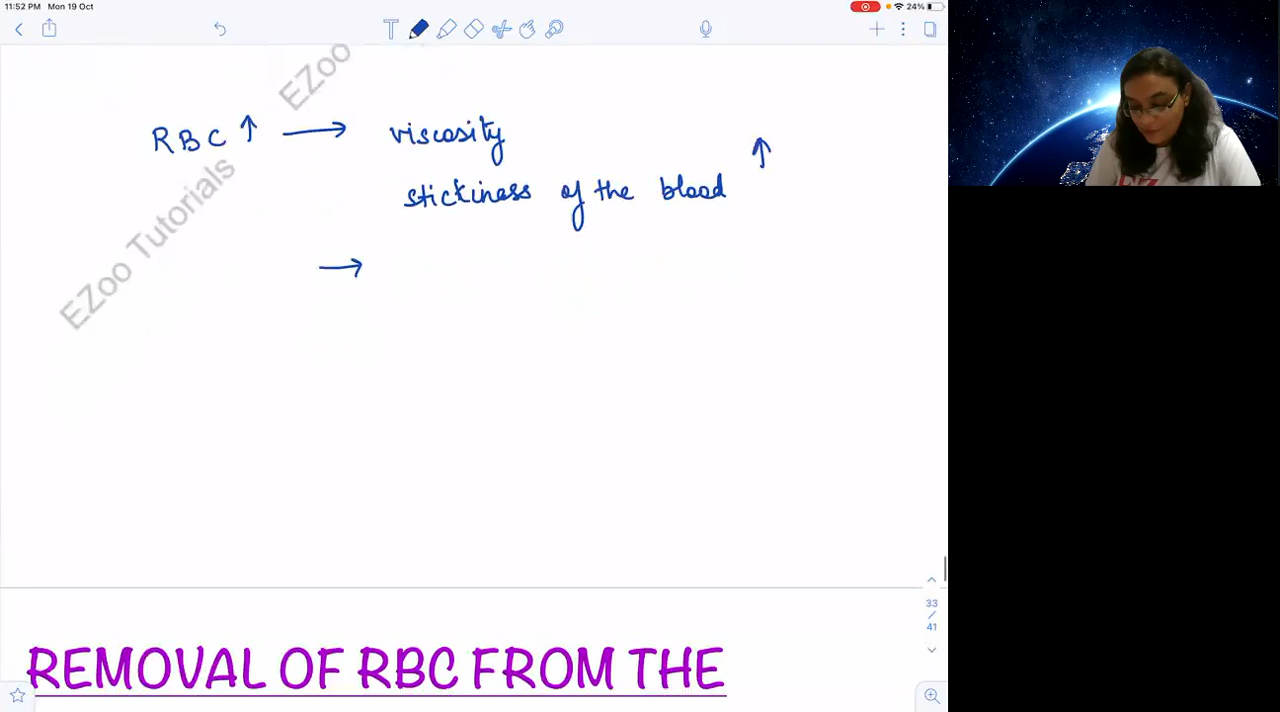 11:52 PM Mon 19 Oct
24%
EZoo
RBC ↑ → viscosity
↑
stickiness of the blood
EZoo Tutorials
→
33
/
41
REMOVAL OF RBC FROM THE